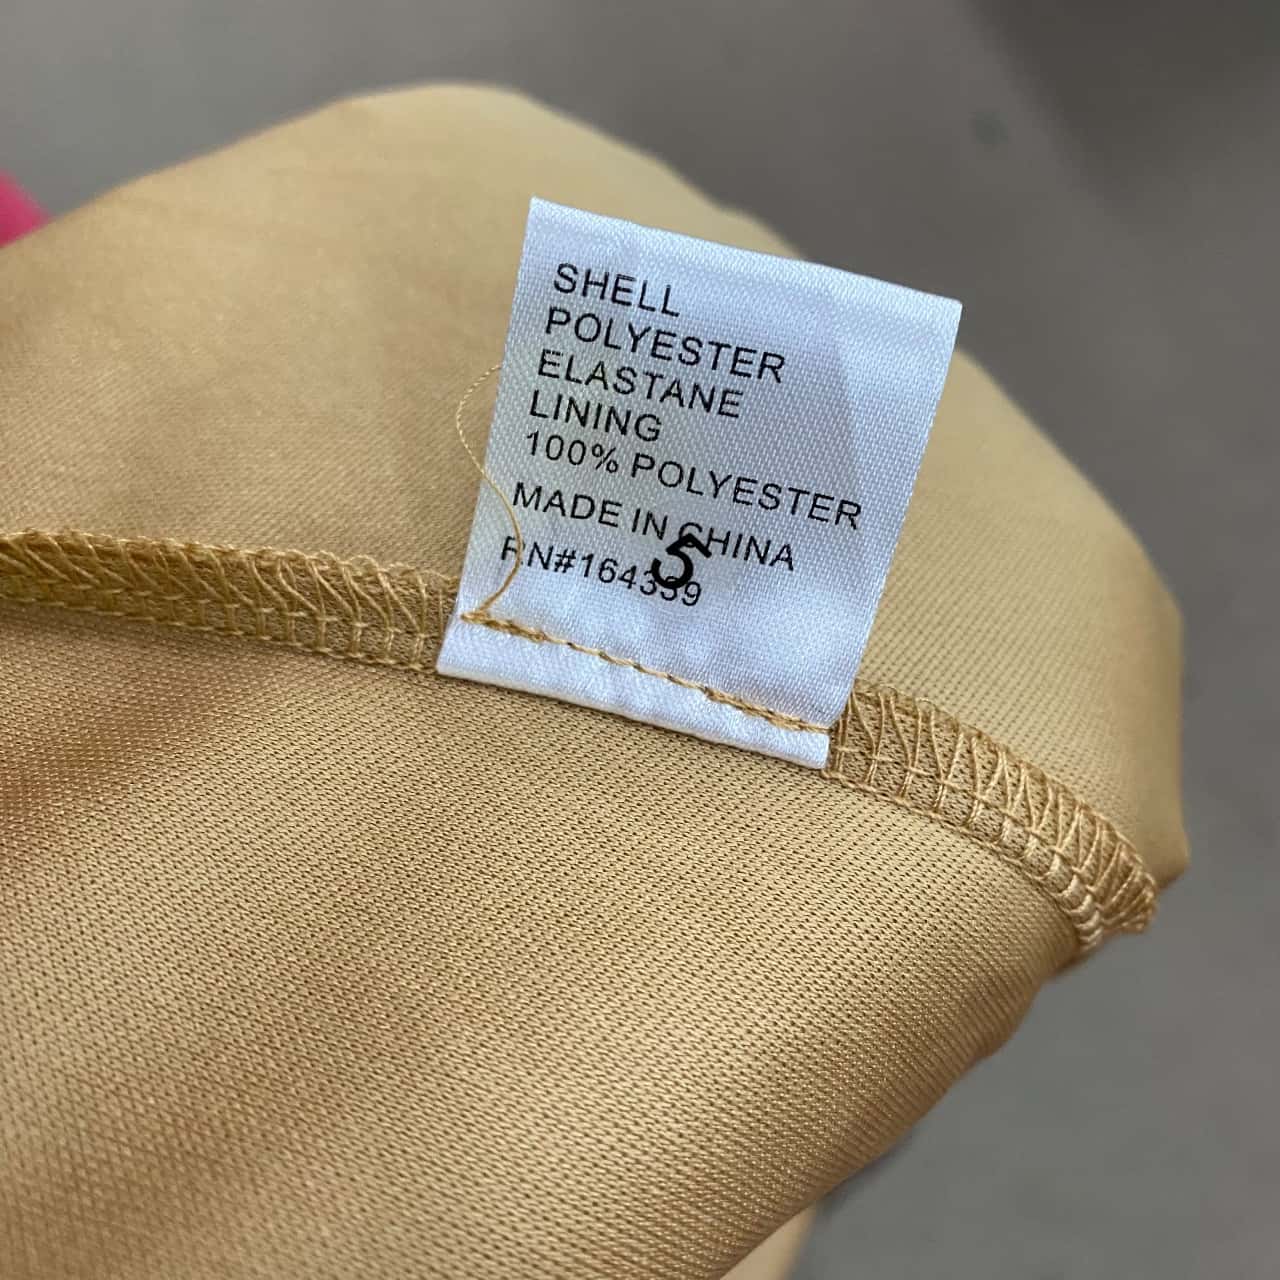 SHELL
POLYESTER
ELASTANE
LINING
100% POLYESTER
MADE IN CHINA
5
RN#164339